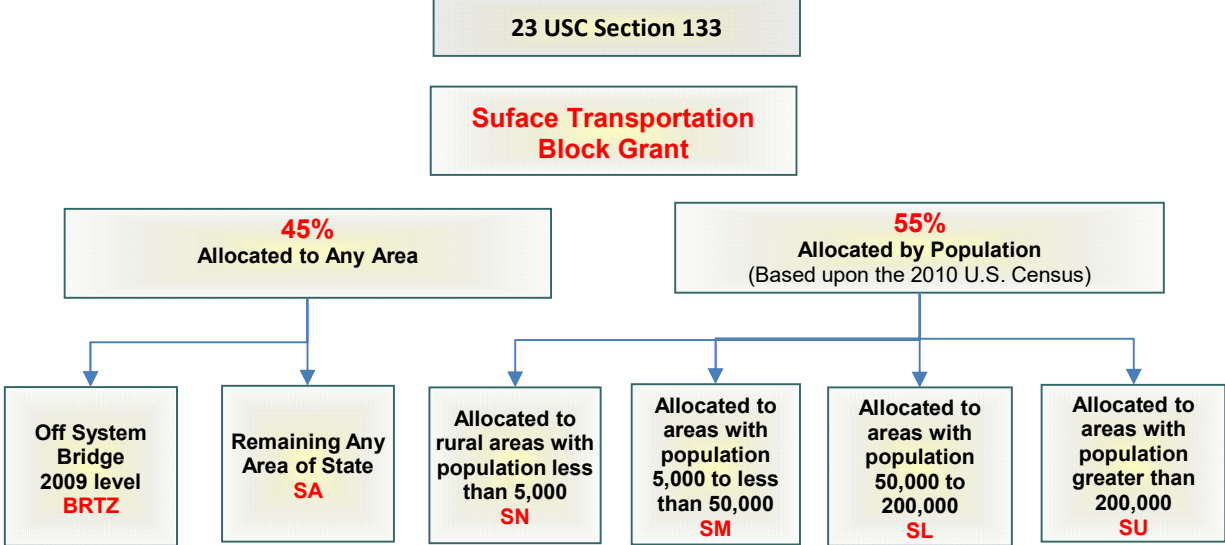 23 USC Section 133
Suface Transportation
Block Grant
45%
Allocated to Any Area
55%
Allocated by Population
(Based upon the 2010 U.S. Census)
Off System
Bridge
2009 level
BRTZ
Remaining Any
Area of State
SA
Allocated to
rural areas with
population less
than 5,000
SN
Allocated to
areas with
population
5,000 to less
than 50,000
SM
Allocated to
areas with
population
50,000 to
200,000
SL
Allocated to
areas with
population
greater than
200,000
SU